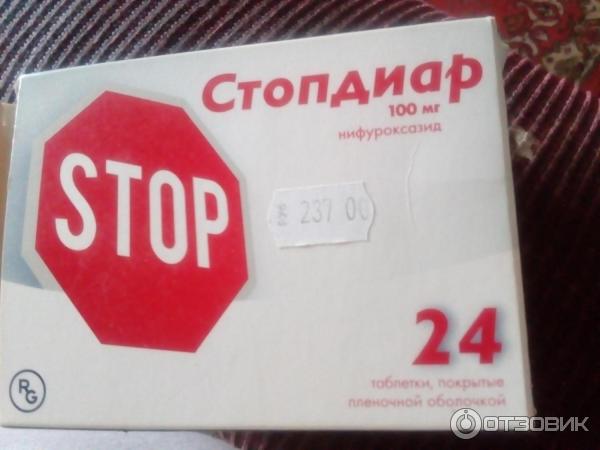 Стопдиар
100 мг
нифуроксазид
STOP
237 00
24
таблетки, покрытые
пленочной оболочкой
RG
ОТЗОВИК